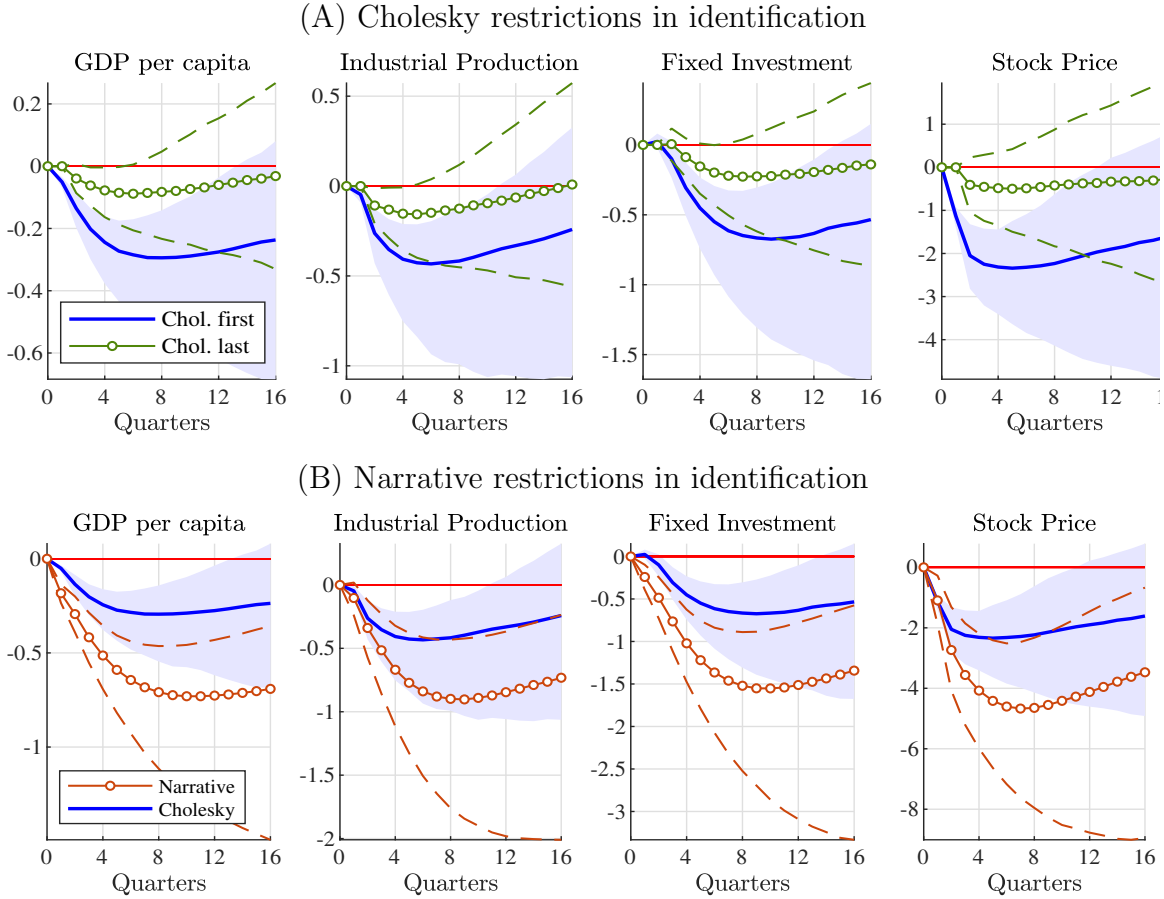 (A) Cholesky restrictions in identification
GDP per capita
0.2
0
-0.2
-0.4
-0.6
Chol. first
Chol. last
0 4 8 12 16
Quarters
Industrial Production
0.5
0
-0.5
-1
0 4 8 12 16
Quarters
Fixed Investment
0
-0.5
-1
-1.5
0 4 8 12 16
Quarters
Stock Price
1
0
-1
-2
-3
-4
0 4 8 12
Quarters
(B) Narrative restrictions in identification
GDP per capita
0
-0.5
-1
Narrative
Cholesky
0 4 8 12 16
Quarters
Industrial Production
0
-0.5
-1
-1.5
-2
0 4 8 12 16
Quarters
Fixed Investment
0
-0.5
-1
-1.5
-2
-2.5
-3
0 4 8 12 16
Quarters
Stock Price
0
-2
-4
-6
-8
0 4 8 12 16
Quarters